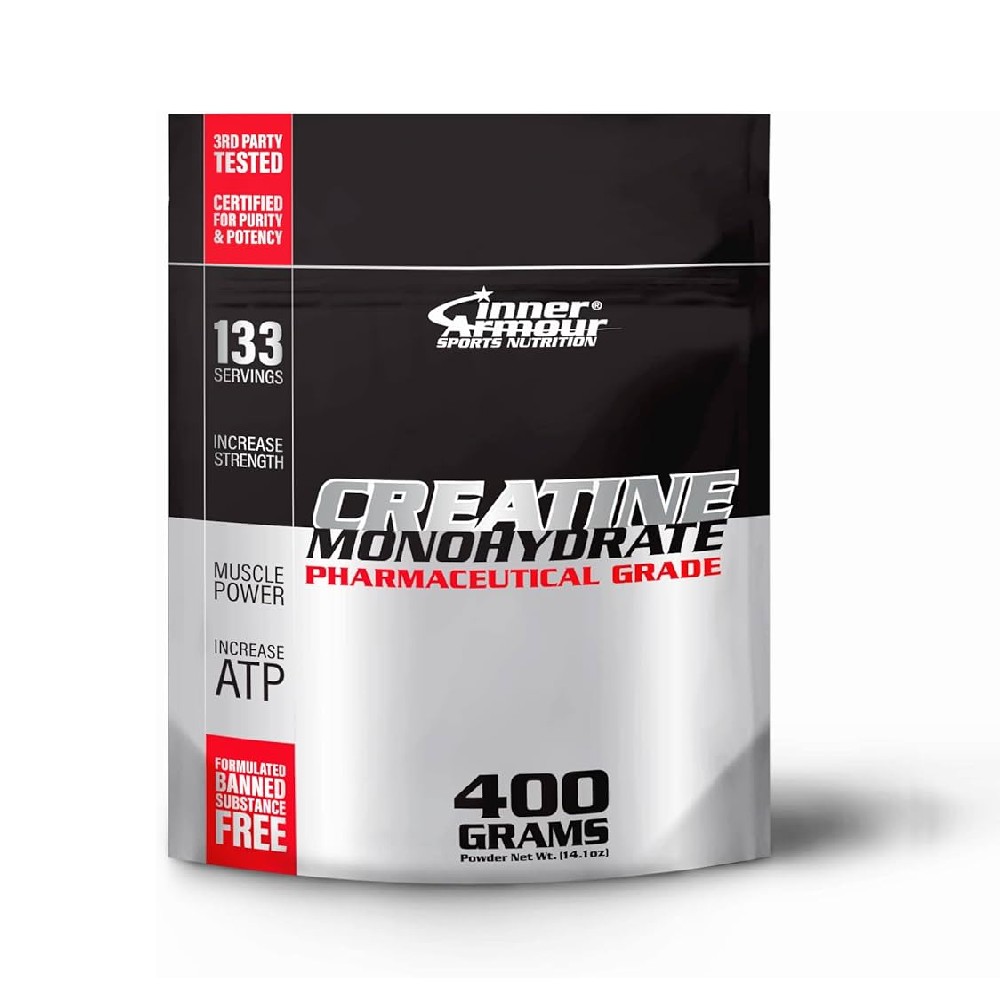 3RD PARTY
TESTED
CERTIFIED
FOR PURITY
& POTENCY
133
SERVINGS
INCREASE
STRENGTH
MUSCLE
POWER
INCREASE
ATP
FORMULATED
BANNED
SUBSTANCE
FREE
inner®
Armour
SPORTS NUTRITION
CREATINE
MONOHYDRATE
PHARMACEUTICAL GRADE
400
GRAMS
Powder Net Wt. (14.1oz)